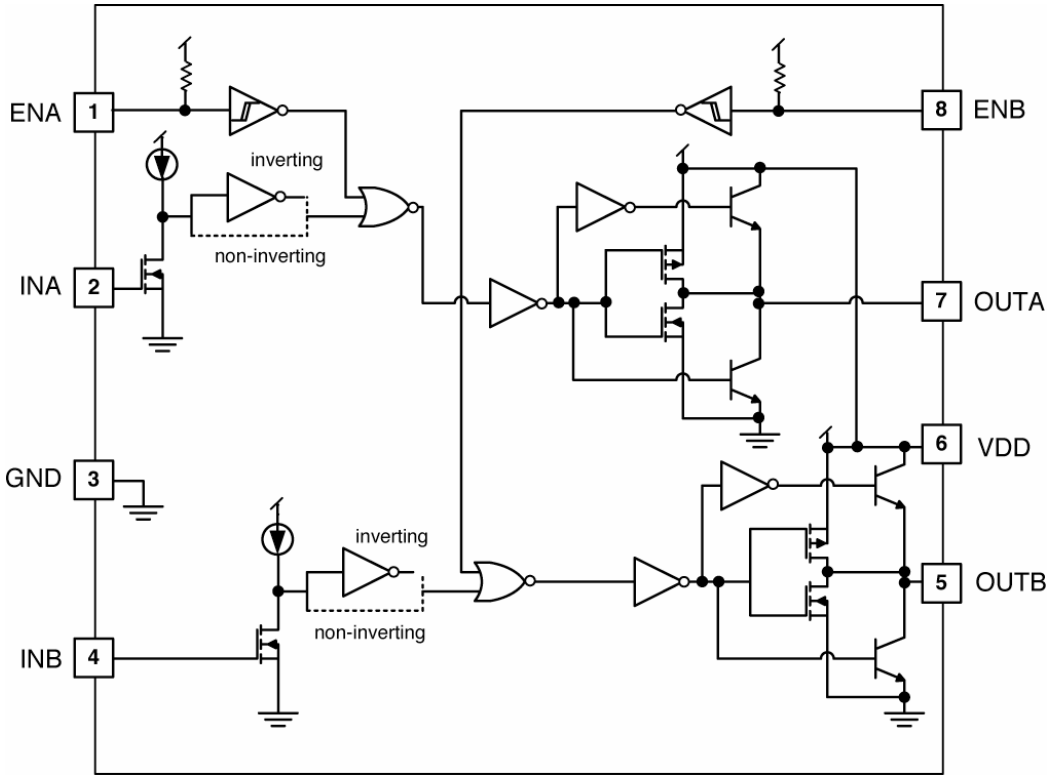 ENA 1
8 ENB
inverting
non-inverting
INA 2
7 OUTA
6 VDD
GND 3
inverting
5 OUTB
non-inverting
INB 4